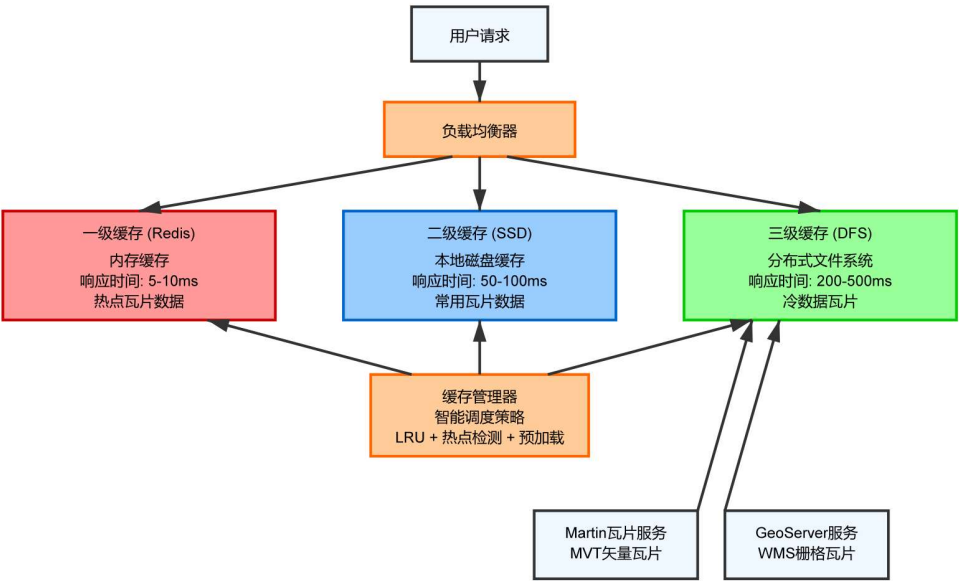 用户请求
负载均衡器
一级缓存 (Redis)
内存缓存
响应时间: 5-10ms
热点瓦片数据
二级缓存 (SSD)
本地磁盘缓存
响应时间: 50-100ms
常用瓦片数据
三级缓存 (DFS)
分布式文件系统
响应时间: 200-500ms
冷数据瓦片
缓存管理器
智能调度策略
LRU + 热点检测 + 预加载
Martin瓦片服务
MVT矢量瓦片
GeoServer服务
WMS栅格瓦片